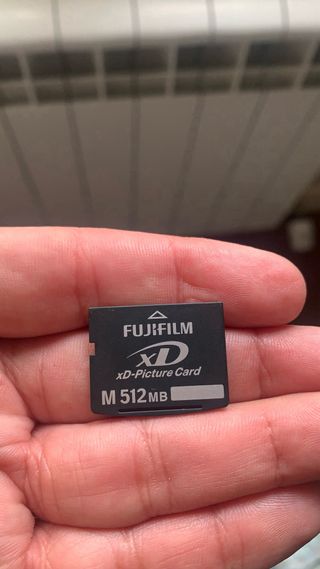 FUJIFILM
xD
xD-Picture Card
M 512MB